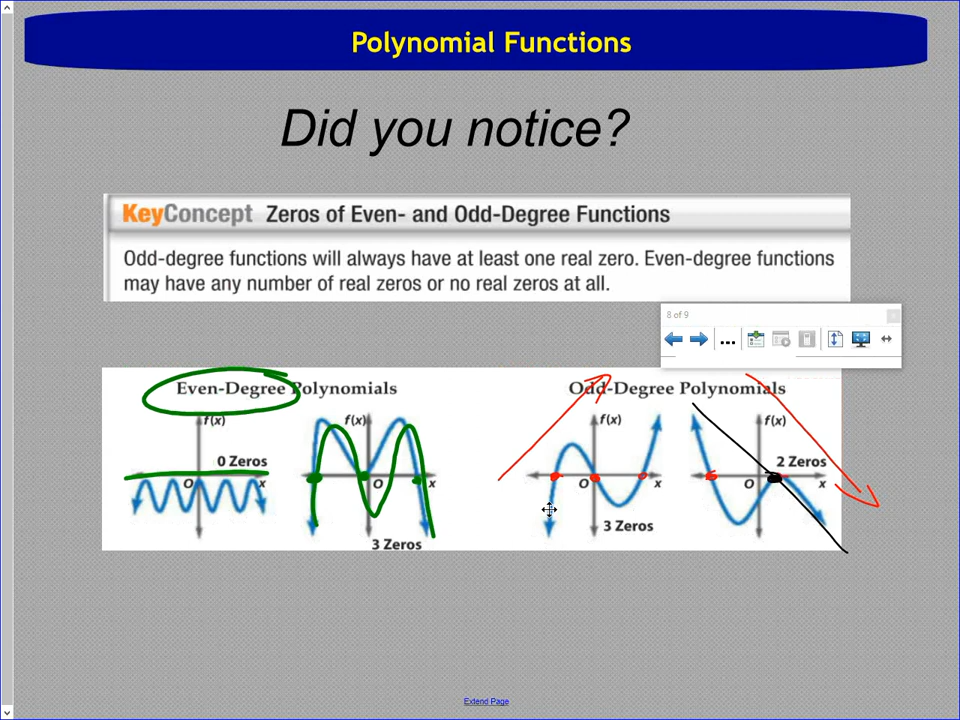 Polynomial Functions
Did you notice?
KeyConcept Zeros of Even- and Odd-Degree Functions
Odd-degree functions will always have at least one real zero. Even-degree functions
may have any number of real zeros or no real zeros at all.
8 of 9
Even-Degree Polynomials
f(x)
0 Zeros
O
x
f(x)
O
x
3 Zeros
Odd-Degree Polynomials
f(x)
O
x
3 Zeros
f(x)
2 Zeros
O
x
Extend Page